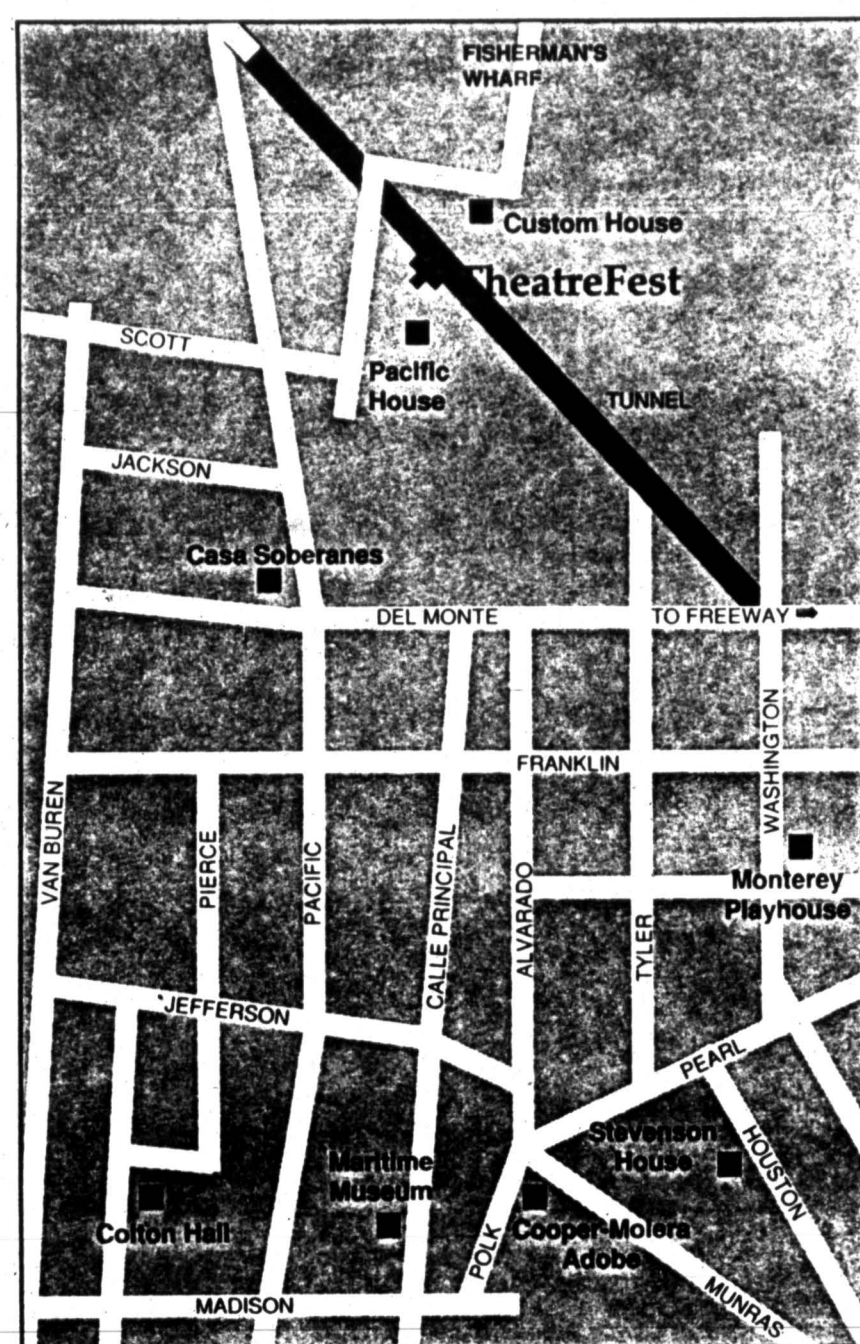 FISHERMAN'S
WHARF
Custom House
TheatreFest
SCOTT
Pacific
House
TUNNEL
JACKSON
Casa Soberanes
DEL MONTE
TO FREEWAY
FRANKLIN
WASHINGTON
VAN BUREN
PIERCE
PACIFIC
CALLE PRINCIPAL
ALVARADO
TYLER
Monterey
Playhouse
JEFFERSON
PEARL
Stevenson
House
HOUSTON
Maritime
Museum
Colton Hall
POLK
Cooper-Molera
Adobe
MUNRAS
MADISON